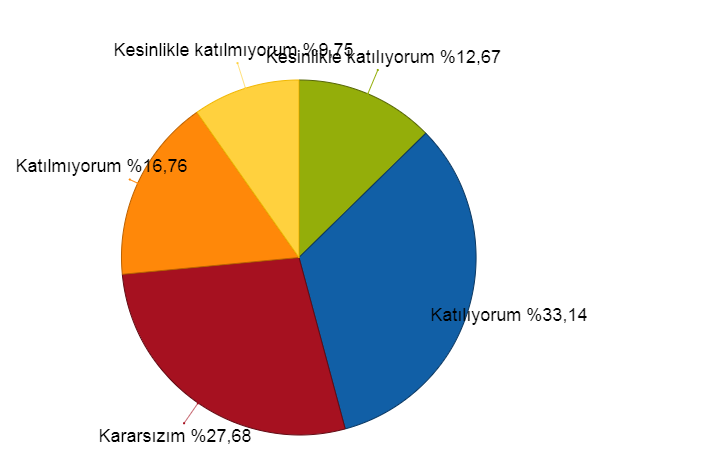 Kesinlikle katılmıyorum %9,75
Kesinlikle katılıyorum %12,67
Katılmıyorum %16,76
Katılıyorum %33,14
Kararsızım %27,68